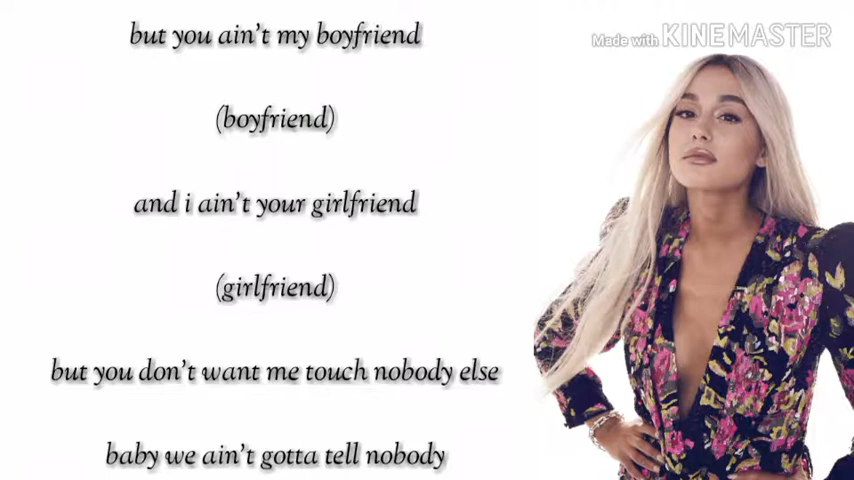 but you ain't my boyfriend
Made with KINEMASTER
(boyfriend)
and i ain't your girlfriend
(girlfriend)
but you don't want me touch nobody else
baby we ain't gotta tell nobody